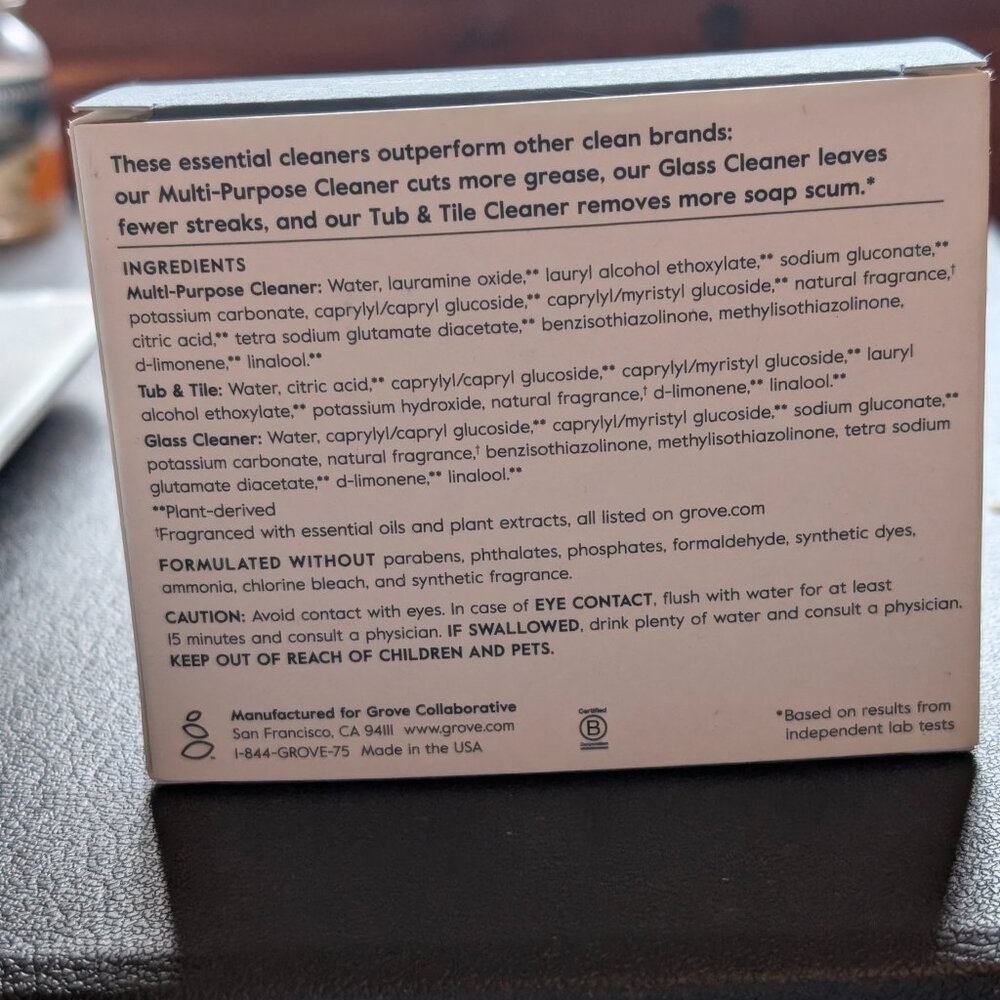 These essential cleaners outperform other clean brands:
our Multi-Purpose Cleaner cuts more grease, our Glass Cleaner leaves
fewer streaks, and our Tub & Tile Cleaner removes more soap scum.*
INGREDIENTS
Multi-Purpose Cleaner: Water, lauramine oxide,** lauryl alcohol ethoxylate,** sodium gluconate,**
potassium carbonate, caprylyl/capryl glucoside,** caprylyl/myristyl glucoside,** natural fragrance,†
citric acid,** tetra sodium glutamate diacetate,** benzisothiazolinone, methylisothiazolinone,
d-limonene,** linalool.**
Tub & Tile: Water, citric acid,** caprylyl/capryl glucoside,** caprylyl/myristyl glucoside,** lauryl
alcohol ethoxylate,** potassium hydroxide, natural fragrance,† d-limonene,** linalool.**
Glass Cleaner: Water, caprylyl/capryl glucoside,** caprylyl/myristyl glucoside,** sodium gluconate,**
potassium carbonate, natural fragrance,† benzisothiazolinone, methylisothiazolinone, tetra sodium
glutamate diacetate,** d-limonene,** linalool.**
**Plant-derived
†Fragranced with essential oils and plant extracts, all listed on grove.com
FORMULATED WITHOUT parabens, phthalates, phosphates, formaldehyde, synthetic dyes,
ammonia, chlorine bleach, and synthetic fragrance.
CAUTION: Avoid contact with eyes. In case of EYE CONTACT, flush with water for at least
15 minutes and consult a physician. IF SWALLOWED, drink plenty of water and consult a physician.
KEEP OUT OF REACH OF CHILDREN AND PETS.
Manufactured for Grove Collaborative
San Francisco, CA 94111 www.grove.com
1-844-GROVE-75 Made in the USA
Certified
B
Corporation
*Based on results from
independent lab tests